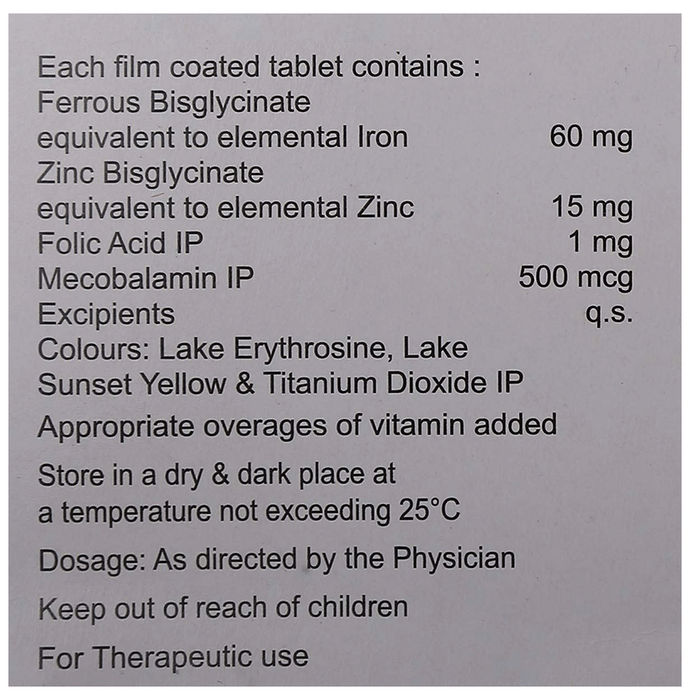 Each film coated tablet contains :
Ferrous Bisglycinate
equivalent to elemental Iron 60 mg
Zinc Bisglycinate
equivalent to elemental Zinc 15 mg
Folic Acid IP 1 mg
Mecobalamin IP 500 mcg
Excipients q.s.
Colours: Lake Erythrosine, Lake
Sunset Yellow & Titanium Dioxide IP
Appropriate overages of vitamin added
Store in a dry & dark place at
a temperature not exceeding 25°C
Dosage: As directed by the Physician
Keep out of reach of children
For Therapeutic use